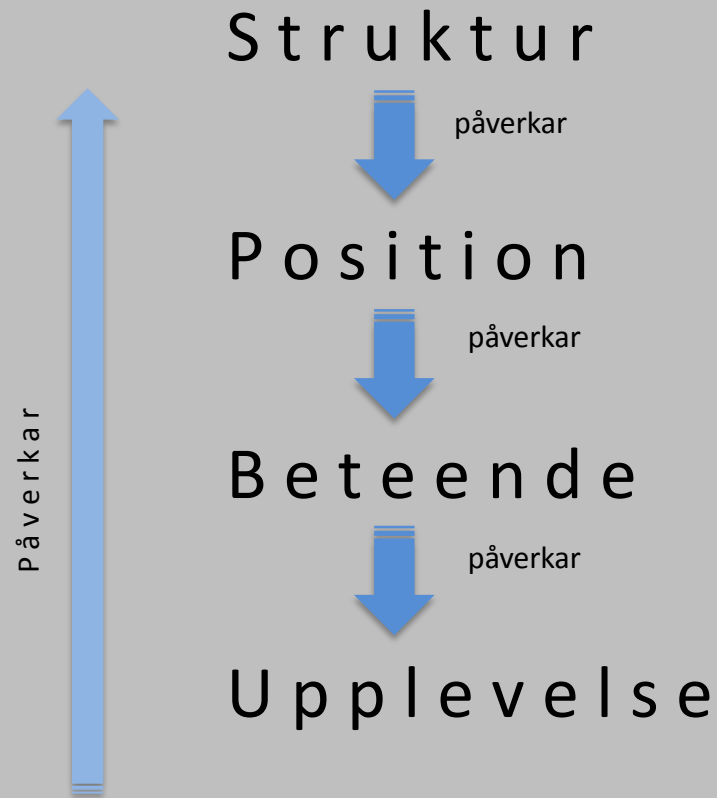 Struktur
påverkar
Position
påverkar
Påverkar
Beteende
påverkar
Upplevelse